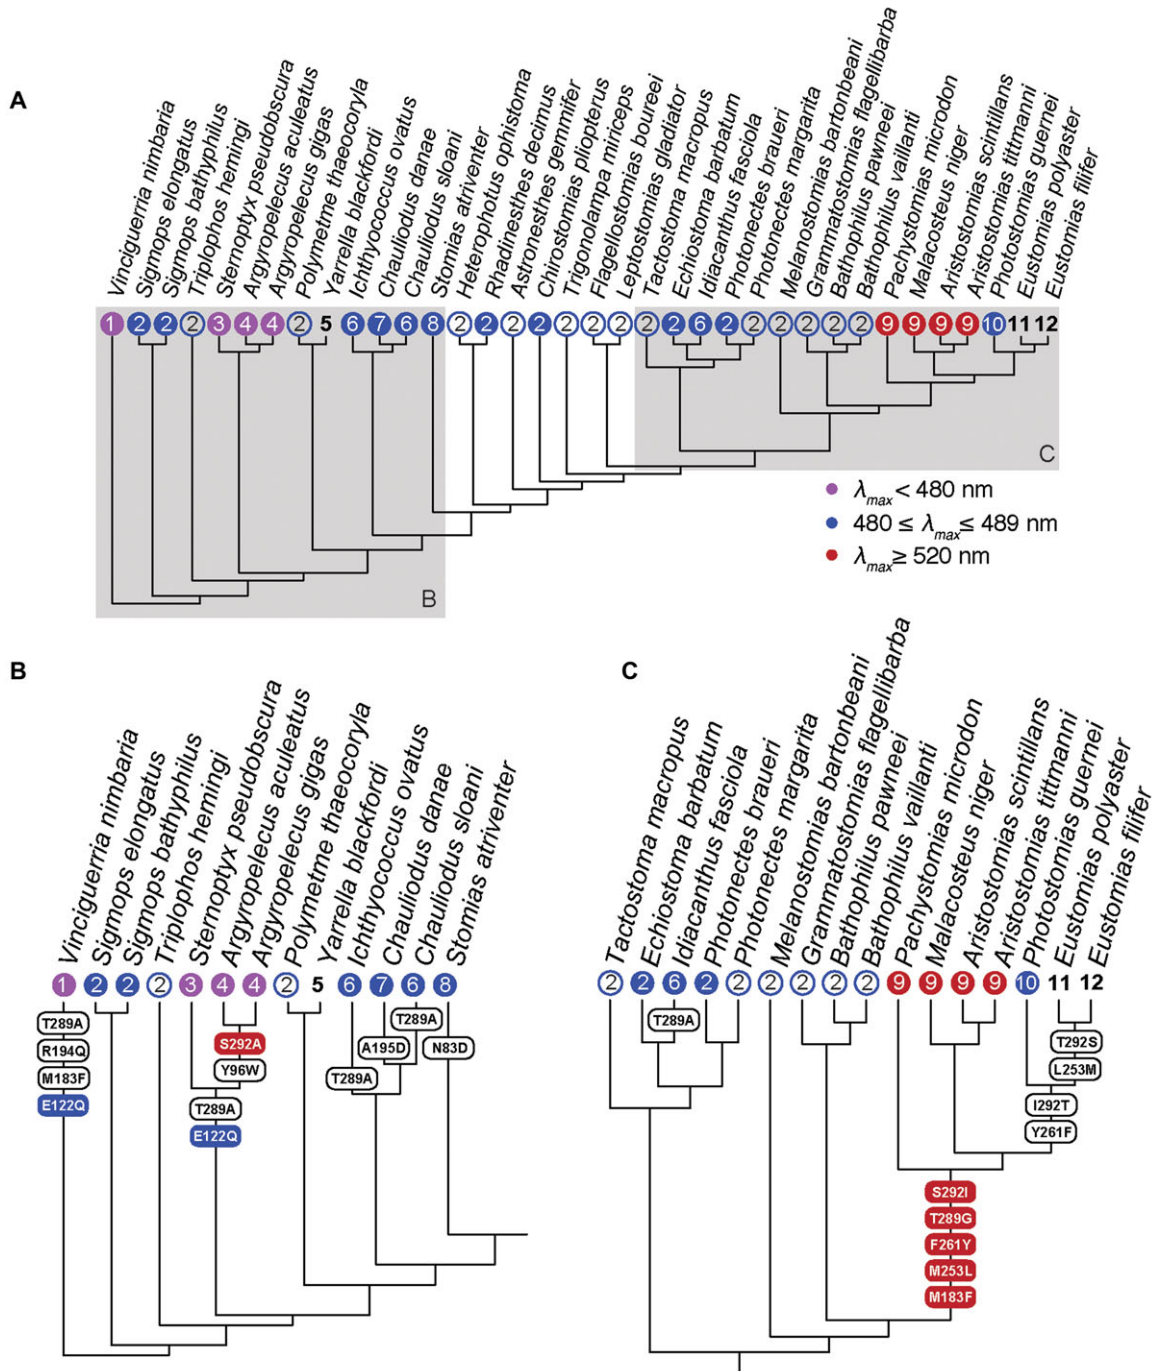 A
Vinciguerria nimbaria
Sigmops elongatus
Sigmops bathyphilus
Triplophos hemingi
Sternoptyx pseudobscura
Argyropelecus aculeatus
Argyropelecus gigas
Polymetme thaeocoryla
Yarrella blackfordi
Ichthyococcus ovatus
Chauliodus danae
Chauliodus sloani
Stomias atriventer
Heterophotus ophistoma
Rhadinesthes decimus
Astronesthes gemmifer
Chirostomias pliopterus
Trigonolampa miriceps
Flagellostomias boureei
Leptostomias gladiator
Tactostoma macropus
Echiostoma barbatum
Idiacanthus fasciola
Photonectes braueri
Photonectes margarita
Melanostomias bartonbeani
Grammatostomias flagellibarba
Bathophilus pawneei
Bathophilus vaillanti
Pachystomias microdon
Malacosteus niger
Aristostomias scintillans
Aristostomias tittmanni
Photostomias guernei
Eustomias polyaster
Eustomias filifer
1 2 2 2 3 4 4 2 5 6 7 6 8 2 2 2 2 2 2 2 2 2 6 2 2 2 2 2 2 9 9 9 9 10 11 12
C
λmax < 480 nm
480 ≤ λmax ≤ 489 nm
λmax ≥ 520 nm
B
B
Vinciguerria nimbaria
Sigmops elongatus
Sigmops bathyphilus
Triplophos hemingi
Sternoptyx pseudobscura
Argyropelecus aculeatus
Argyropelecus gigas
Polymetme thaeocoryla
Yarrella blackfordi
Ichthyococcus ovatus
Chauliodus danae
Chauliodus sloani
Stomias atriventer
1 2 2 2 3 4 4 2 5 6 7 6 8
T289A
R194Q
M183F
E122Q
S292A
Y96W
T289A
E122Q
T289A
A195D
T289A
N83D
C
Tactostoma macropus
Echiostoma barbatum
Idiacanthus fasciola
Photonectes braueri
Photonectes margarita
Melanostomias bartonbeani
Grammatostomias flagellibarba
Bathophilus pawneei
Bathophilus vaillanti
Pachystomias microdon
Malacosteus niger
Aristostomias scintillans
Aristostomias tittmanni
Photostomias guernei
Eustomias polyaster
Eustomias filifer
2 2 6 2 2 2 2 2 2 9 9 9 9 10 11 12
T289A
T292S
L253M
I292T
Y261F
S292I
T289G
F261Y
M253L
M183F